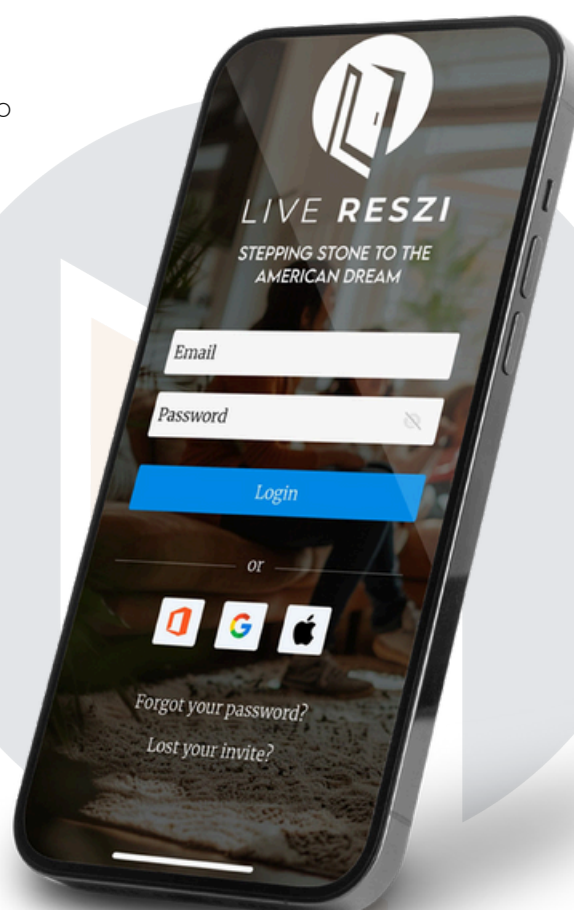 o
LIVE RESZI
STEPPING STONE TO THE
AMERICAN DREAM
Email
Password
Login
or
Forgot your password?
Lost your invite?